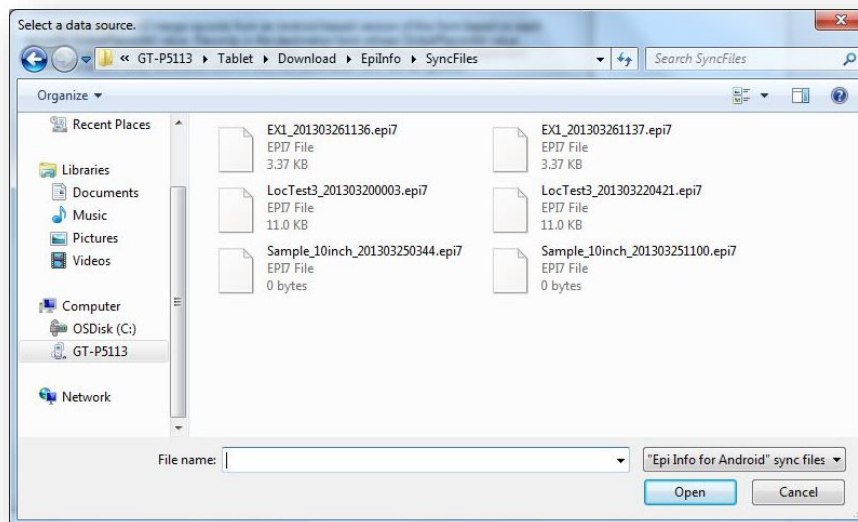 Select a data source.
« GT-P5113 ▸ Tablet ▸ Download ▸ EpiInfo ▸ SyncFiles
Search SyncFiles
Organize
Recent Places
Libraries
Documents
Music
Pictures
Videos
Computer
OSDisk (C:)
GT-P5113
Network
EX1_201303261136.epi7
EPI7 File
3.37 KB
EX1_201303261137.epi7
EPI7 File
3.37 KB
LocTest3_201303200003.epi7
EPI7 File
11.0 KB
LocTest3_201303220421.epi7
EPI7 File
11.0 KB
Sample_10inch_201303250344.epi7
EPI7 File
0 bytes
Sample_10inch_201303251100.epi7
EPI7 File
0 bytes
File name:
"Epi Info for Android" sync files
Open
Cancel